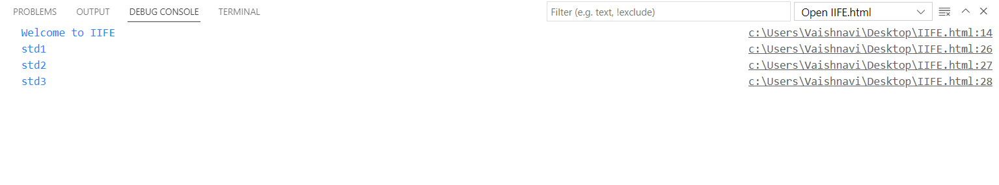 PROBLEMS OUTPUT DEBUG CONSOLE TERMINAL Filter (e.g. text, !exclude) Open IIFE.html
Welcome to IIFE c:\Users\Vaishnavi\Desktop\IIFE.html:14
std1 c:\Users\Vaishnavi\Desktop\IIFE.html:26
std2 c:\Users\Vaishnavi\Desktop\IIFE.html:27
std3 c:\Users\Vaishnavi\Desktop\IIFE.html:28